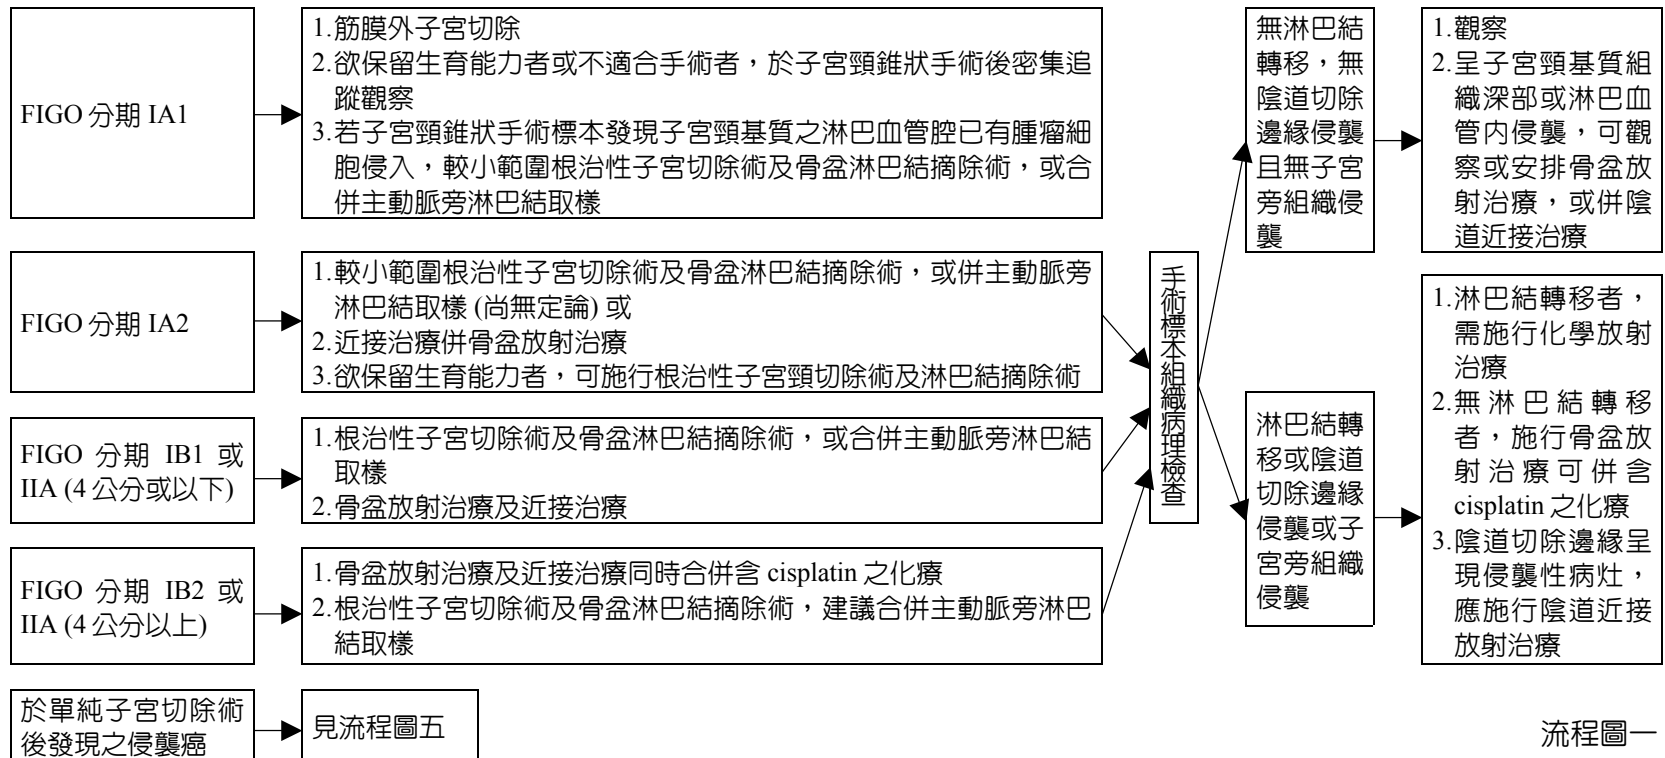 FIGO 分期 IA1
1.筋膜外子宮切除
2.欲保留生育能力者或不適合手術者，於子宮頸錐狀手術後密集追
蹤觀察
3.若子宮頸錐狀手術標本發現子宮頸基質之淋巴血管腔已有腫瘤細
胞侵入，較小範圍根治性子宮切除術及骨盆淋巴結摘除術，或合
併主動脈旁淋巴結取樣
FIGO 分期 IA2
1.較小範圍根治性子宮切除術及骨盆淋巴結摘除術，或併主動脈旁
淋巴結取樣 (尚無定論) 或
2.近接治療併骨盆放射治療
3.欲保留生育能力者，可施行根治性子宮頸切除術及淋巴結摘除術
FIGO 分期 IB1 或
IIA (4 公分或以下)
1.根治性子宮切除術及骨盆淋巴結摘除術，或合併主動脈旁淋巴結
取樣
2.骨盆放射治療及近接治療
FIGO 分期 IB2 或
IIA (4 公分以上)
1.骨盆放射治療及近接治療同時合併含 cisplatin 之化療
2.根治性子宮切除術及骨盆淋巴結摘除術，建議合併主動脈旁淋巴
結取樣
於單純子宮切除術
後發現之侵襲癌
見流程圖五
手術標本組織病理檢查
無淋巴結
轉移，無
陰道切除
邊緣侵襲
且無子宮
旁組織侵
襲
1.觀察
2.呈子宮頸基質組
織深部或淋巴血
管內侵襲，可觀
察或安排骨盆放
射治療，或併陰
道近接治療
淋巴結轉
移或陰道
切除邊緣
侵襲或子
宮旁組織
侵襲
1.淋巴結轉移者，
需施行化學放射
治療
2.無淋巴結轉移
者，施行骨盆放
射治療可併含
cisplatin 之化療
3.陰道切除邊緣呈
現侵襲性病灶，
應施行陰道近接
放射治療
流程圖一